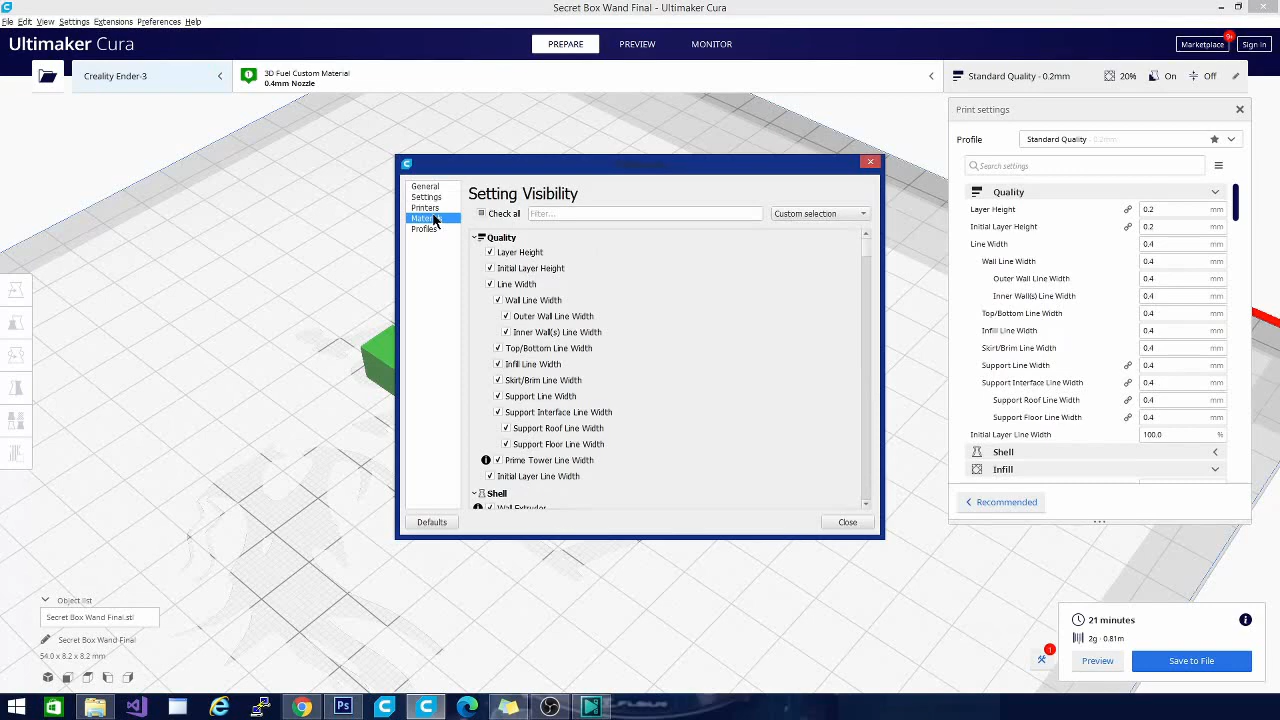 Secret Box Wand Final - Ultimaker Cura
File Edit View Settings Extensions Preferences Help
Ultimaker Cura
PREPARE
PREVIEW
MONITOR
Marketplace
Sign in
Creality Ender-3
3D Fuel Custom Material
0.4mm Nozzle
Standard Quality - 0.2mm
20%
On
Off
Print settings
Profile
Standard Quality - 0.2mm
Search settings
Quality
Layer Height 0.2 mm
Initial Layer Height 0.2 mm
Line Width 0.4 mm
Wall Line Width 0.4 mm
Outer Wall Line Width 0.4 mm
Inner Wall(s) Line Width 0.4 mm
Top/Bottom Line Width 0.4 mm
Infill Line Width 0.4 mm
Skirt/Brim Line Width 0.4 mm
Support Line Width 0.4 mm
Support Interface Line Width 0.4 mm
Support Roof Line Width 0.4 mm
Support Floor Line Width 0.4 mm
Initial Layer Line Width 100.0 %
Shell
Infill
Recommended
General
Settings
Printers
Profiles
Setting Visibility
Check all
Filter...
Custom selection
Quality
Layer Height
Initial Layer Height
Line Width
Wall Line Width
Outer Wall Line Width
Inner Wall(s) Line Width
Top/Bottom Line Width
Infill Line Width
Skirt/Brim Line Width
Support Line Width
Support Interface Line Width
Support Roof Line Width
Support Floor Line Width
Prime Tower Line Width
Initial Layer Line Width
Shell
Wall Extruder
Defaults
Close
Object list
Secret Box Wand Final.stl
Secret Box Wand Final
54.0 x 8.2 x 8.2 mm
21 minutes
2g · 0.81m
1
Preview
Save to File